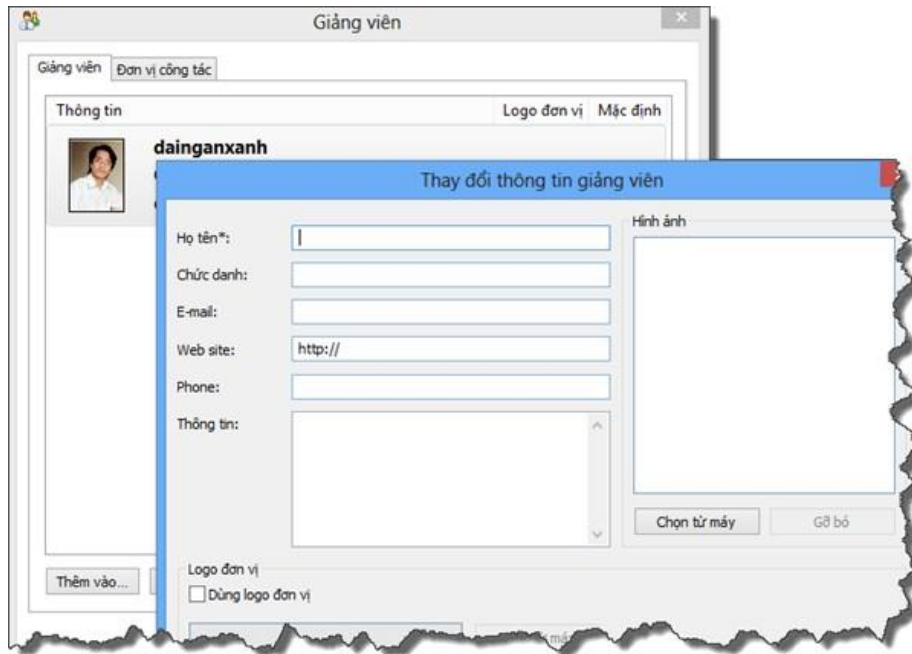 Giảng viên
Giảng viên Đơn vị công tác
Thông tin Logo đơn vị Mặc định
dainganxanh
Thay đổi thông tin giảng viên
Họ tên*:
Chức danh:
E-mail:
Web site: http://
Phone:
Thông tin:
Hình ảnh
Chọn từ máy Gỡ bỏ
Thêm vào...
Logo đơn vị
Dùng logo đơn vị